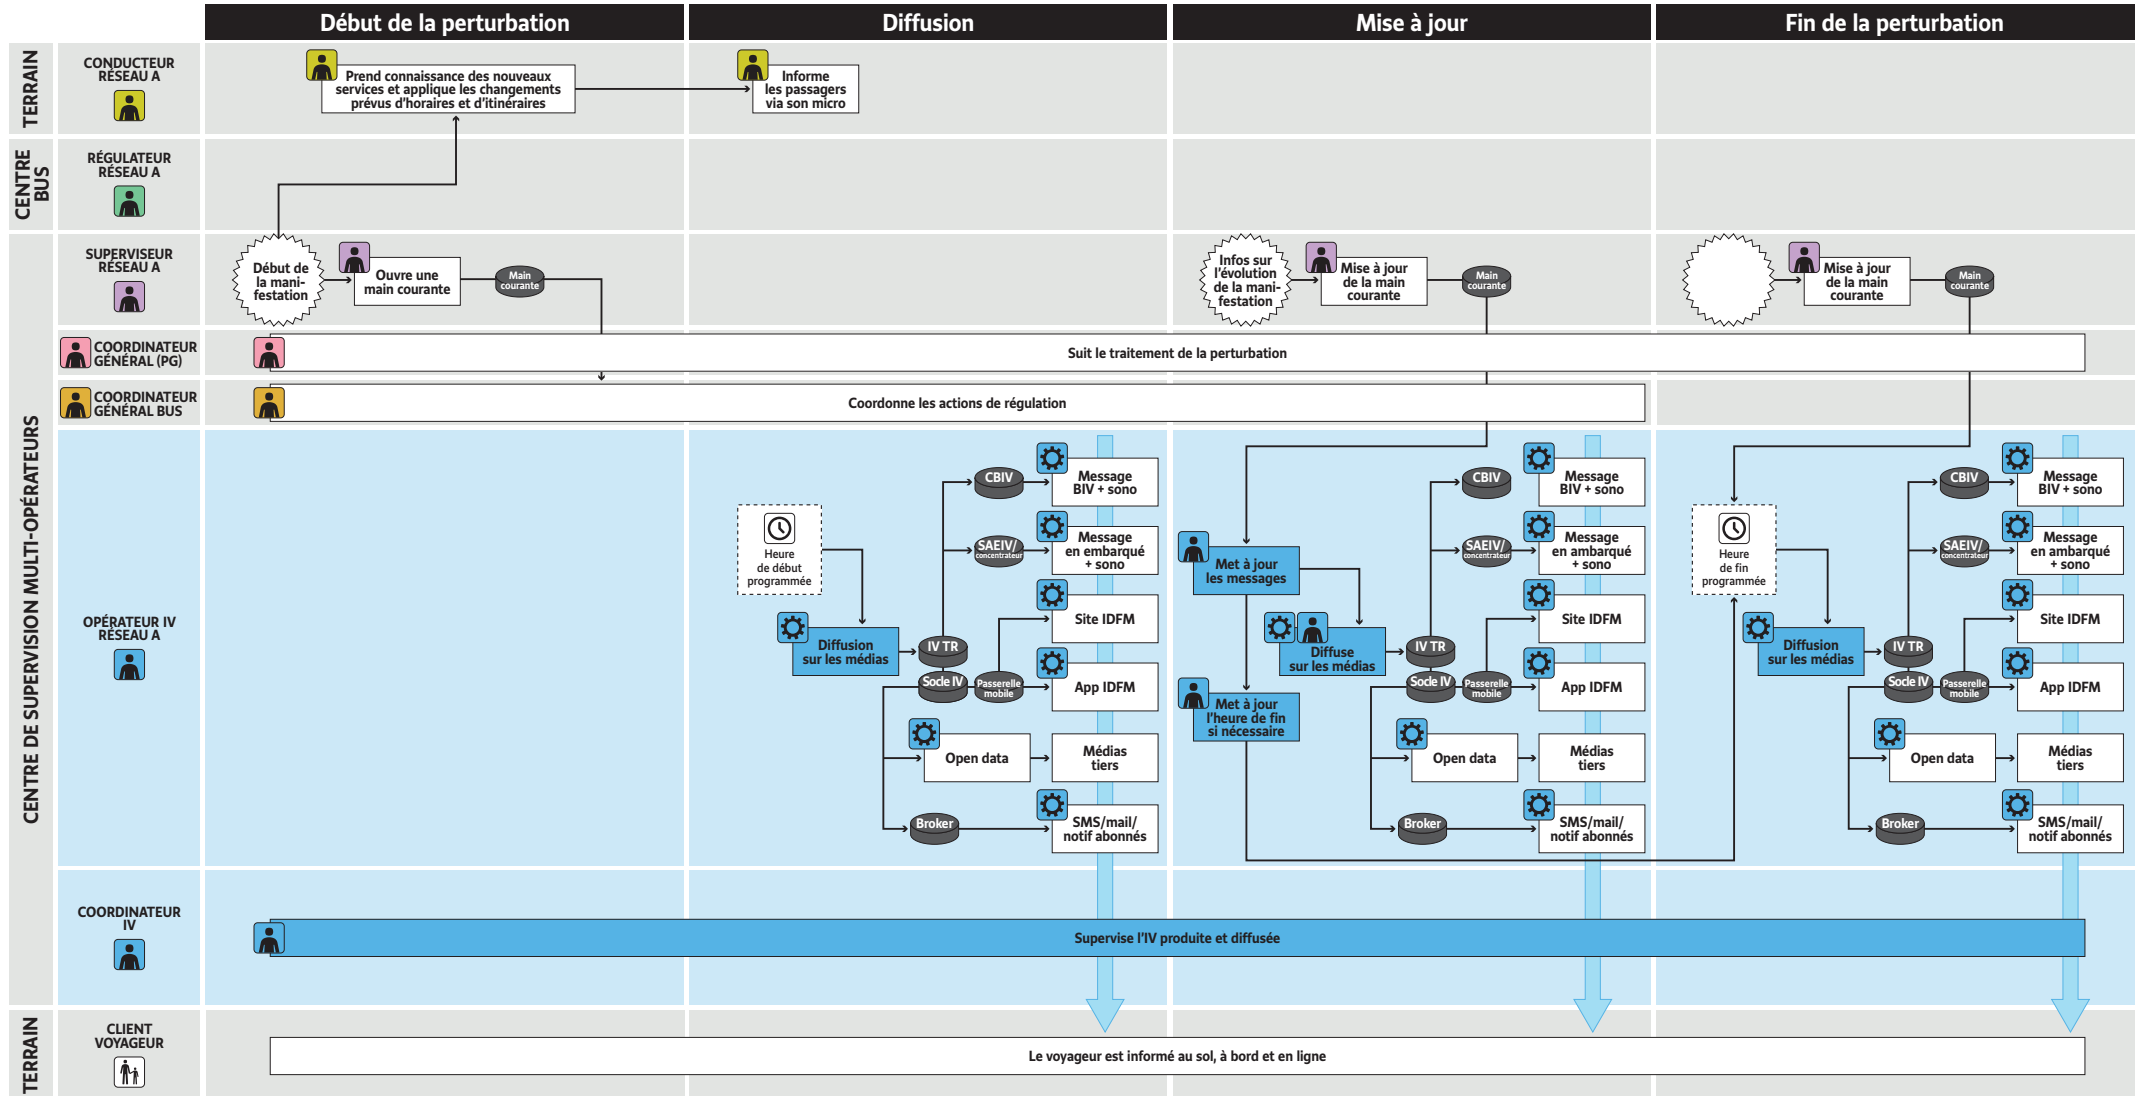 Début de la perturbation
Diffusion
Mise à jour
Fin de la perturbation
TERRAIN
CONDUCTEUR
RÉSEAU A
Prend connaissance des nouveaux
services et applique les changements
prévus d'horaires et d'itinéraires
Informe
les passagers
via son micro
CENTRE
BUS
RÉGULATEUR
RÉSEAU A
CENTRE DE SUPERVISION MULTI-OPÉRATEURS
SUPERVISEUR
RÉSEAU A
Début de
la mani-
festation
Ouvre une
main courante
Main
courante
Infos sur
l'évolution
de la mani-
festation
Mise à jour
de la main
courante
Main
courante
Mise à jour
de la main
courante
Main
courante
COORDINATEUR
GÉNÉRAL (PG)
Suit le traitement de la perturbation
COORDINATEUR
GÉNÉRAL BUS
Coordonne les actions de régulation
OPÉRATEUR IV
RÉSEAU A
Heure
de début
programmée
Diffusion
sur les médias
IV TR
Socle IV
Passerelle
mobile
CBIV
Message
BIV + sono
SAEIV/
concentrateur
Message
en embarqué
+ sono
Site IDFM
App IDFM
Open data
Médias
tiers
Broker
SMS/mail/
notif abonnés
Met à jour
les messages
Diffuse
sur les médias
Met à jour
l'heure de fin
si nécessaire
IV TR
Socle IV
Passerelle
mobile
CBIV
Message
BIV + sono
SAEIV/
concentrateur
Message
en ambarqué
+ sono
Site IDFM
App IDFM
Open data
Médias
tiers
Broker
SMS/mail/
notif abonnés
Heure
de fin
programmée
Diffusion
sur les médias
IV TR
Socle IV
Passerelle
mobile
CBIV
Message
BIV + sono
SAEIV/
concentrateur
Message
en ambarqué
+ sono
Site IDFM
App IDFM
Open data
Médias
tiers
Broker
SMS/mail/
notif abonnés
COORDINATEUR
IV
Supervise l'IV produite et diffusée
TERRAIN
CLIENT
VOYAGEUR
Le voyageur est informé au sol, à bord et en ligne